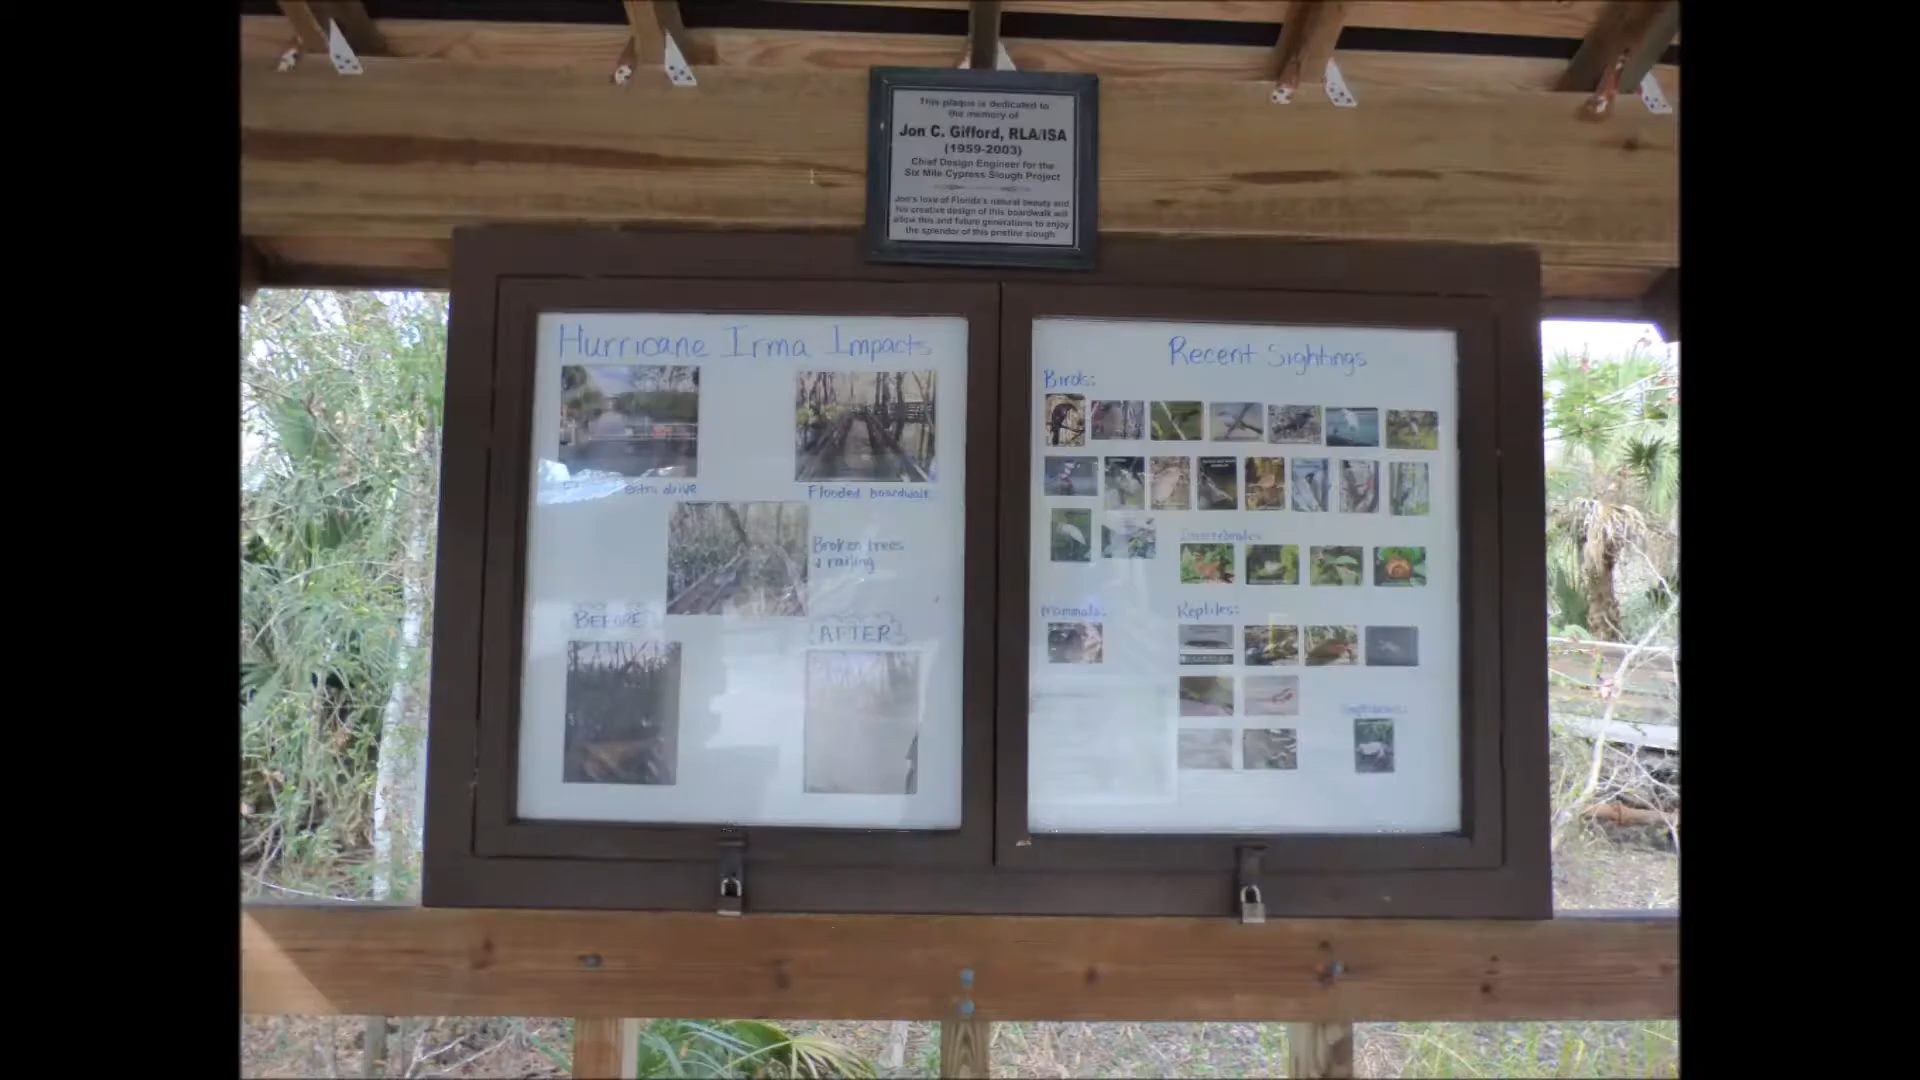 This plaque is dedicated to
the memory of
Jon C. Gifford, RLA/ISA
(1959-2003)
Chief Design Engineer for the
Six Mile Cypress Slough Project
Jon's love of Florida's natural beauty and
his creative design of this boardwalk will
allow this and future generations to enjoy
the splendor of this pristine slough.
Hurricane Irma Impacts
drive
Flooded boardwalk
Broken trees
& railing
BEFORE
AFTER
Recent Sightings
Birds:
Invertebrates:
Mammals:
Reptiles: